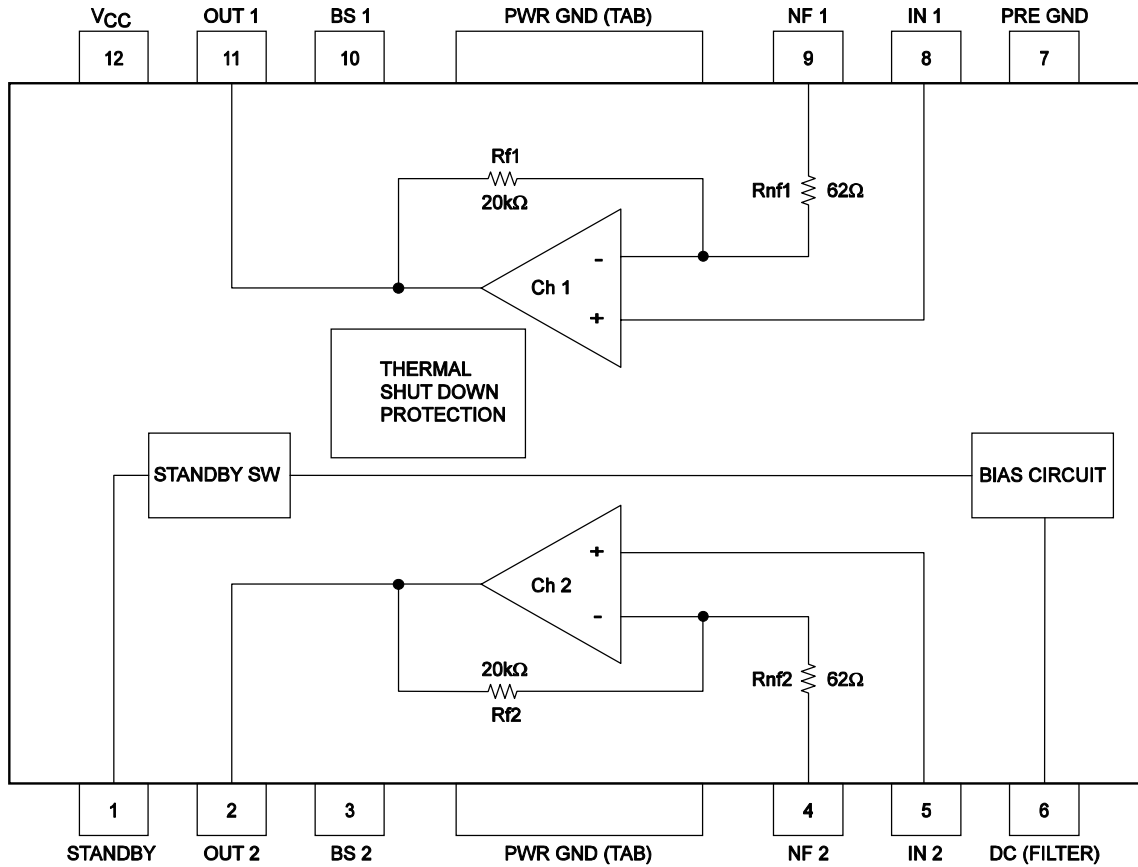 VCC OUT 1 BS 1 PWR GND (TAB) NF 1 IN 1 PRE GND
12 11 10 9 8 7
Rf1
20kΩ
Rnf1 62Ω
-
Ch 1
+
THERMAL
SHUT DOWN
PROTECTION
STANDBY SW BIAS CIRCUIT
+
Ch 2
-
20kΩ
Rf2
Rnf2 62Ω
1 2 3 4 5 6
STANDBY OUT 2 BS 2 PWR GND (TAB) NF 2 IN 2 DC (FILTER)